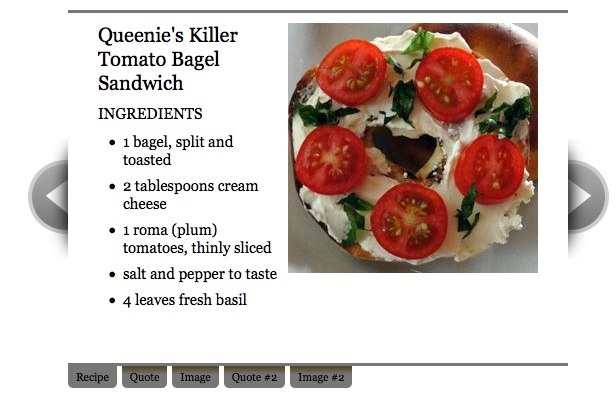 Queenie's Killer
Tomato Bagel
Sandwich
INGREDIENTS
• 1 bagel, split and
toasted
• 2 tablespoons cream
cheese
• 1 roma (plum)
tomatoes, thinly sliced
• salt and pepper to taste
• 4 leaves fresh basil
Recipe Quote Image Quote #2 Image #2